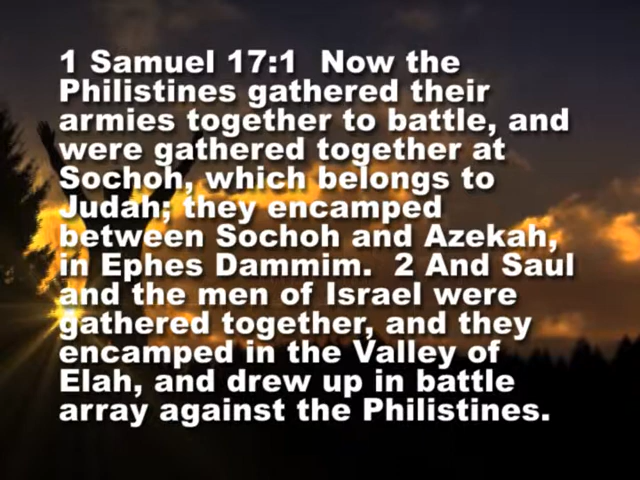 1 Samuel 17:1  Now the
Philistines gathered their
armies together to battle, and
were gathered together at
Sochoh, which belongs to
Judah; they encamped
between Sochoh and Azekah,
in Ephes Dammim.  2 And Saul
and the men of Israel were
gathered together, and they
encamped in the Valley of
Elah, and drew up in battle
array against the Philistines.